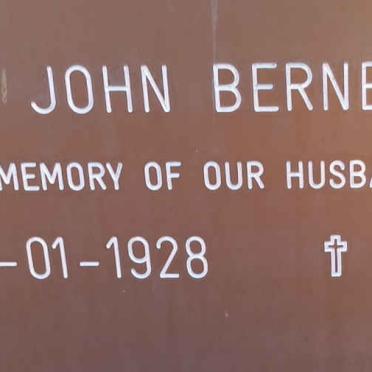 JOHN BERNE
MEMORY OF OUR HUSBA
-01-1928 ✝